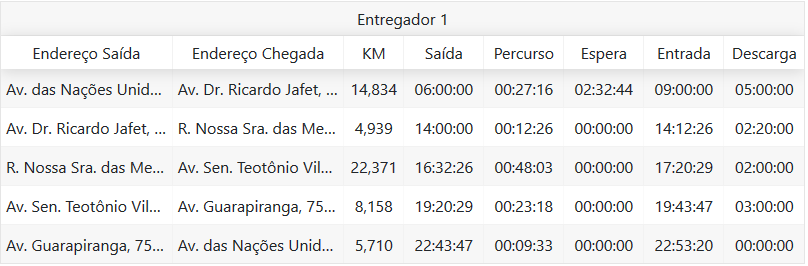 Entregador 1
Endereço Saída Endereço Chegada KM Saída Percurso Espera Entrada Descarga
Av. das Nações Unid... Av. Dr. Ricardo Jafet, ... 14,834 06:00:00 00:27:16 02:32:44 09:00:00 05:00:00
Av. Dr. Ricardo Jafet, ... R. Nossa Sra. das Me... 4,939 14:00:00 00:12:26 00:00:00 14:12:26 02:20:00
R. Nossa Sra. das Me... Av. Sen. Teotônio Vil... 22,371 16:32:26 00:48:03 00:00:00 17:20:29 02:00:00
Av. Sen. Teotônio Vil... Av. Guarapiranga, 75... 8,158 19:20:29 00:23:18 00:00:00 19:43:47 03:00:00
Av. Guarapiranga, 75... Av. das Nações Unid... 5,710 22:43:47 00:09:33 00:00:00 22:53:20 00:00:00